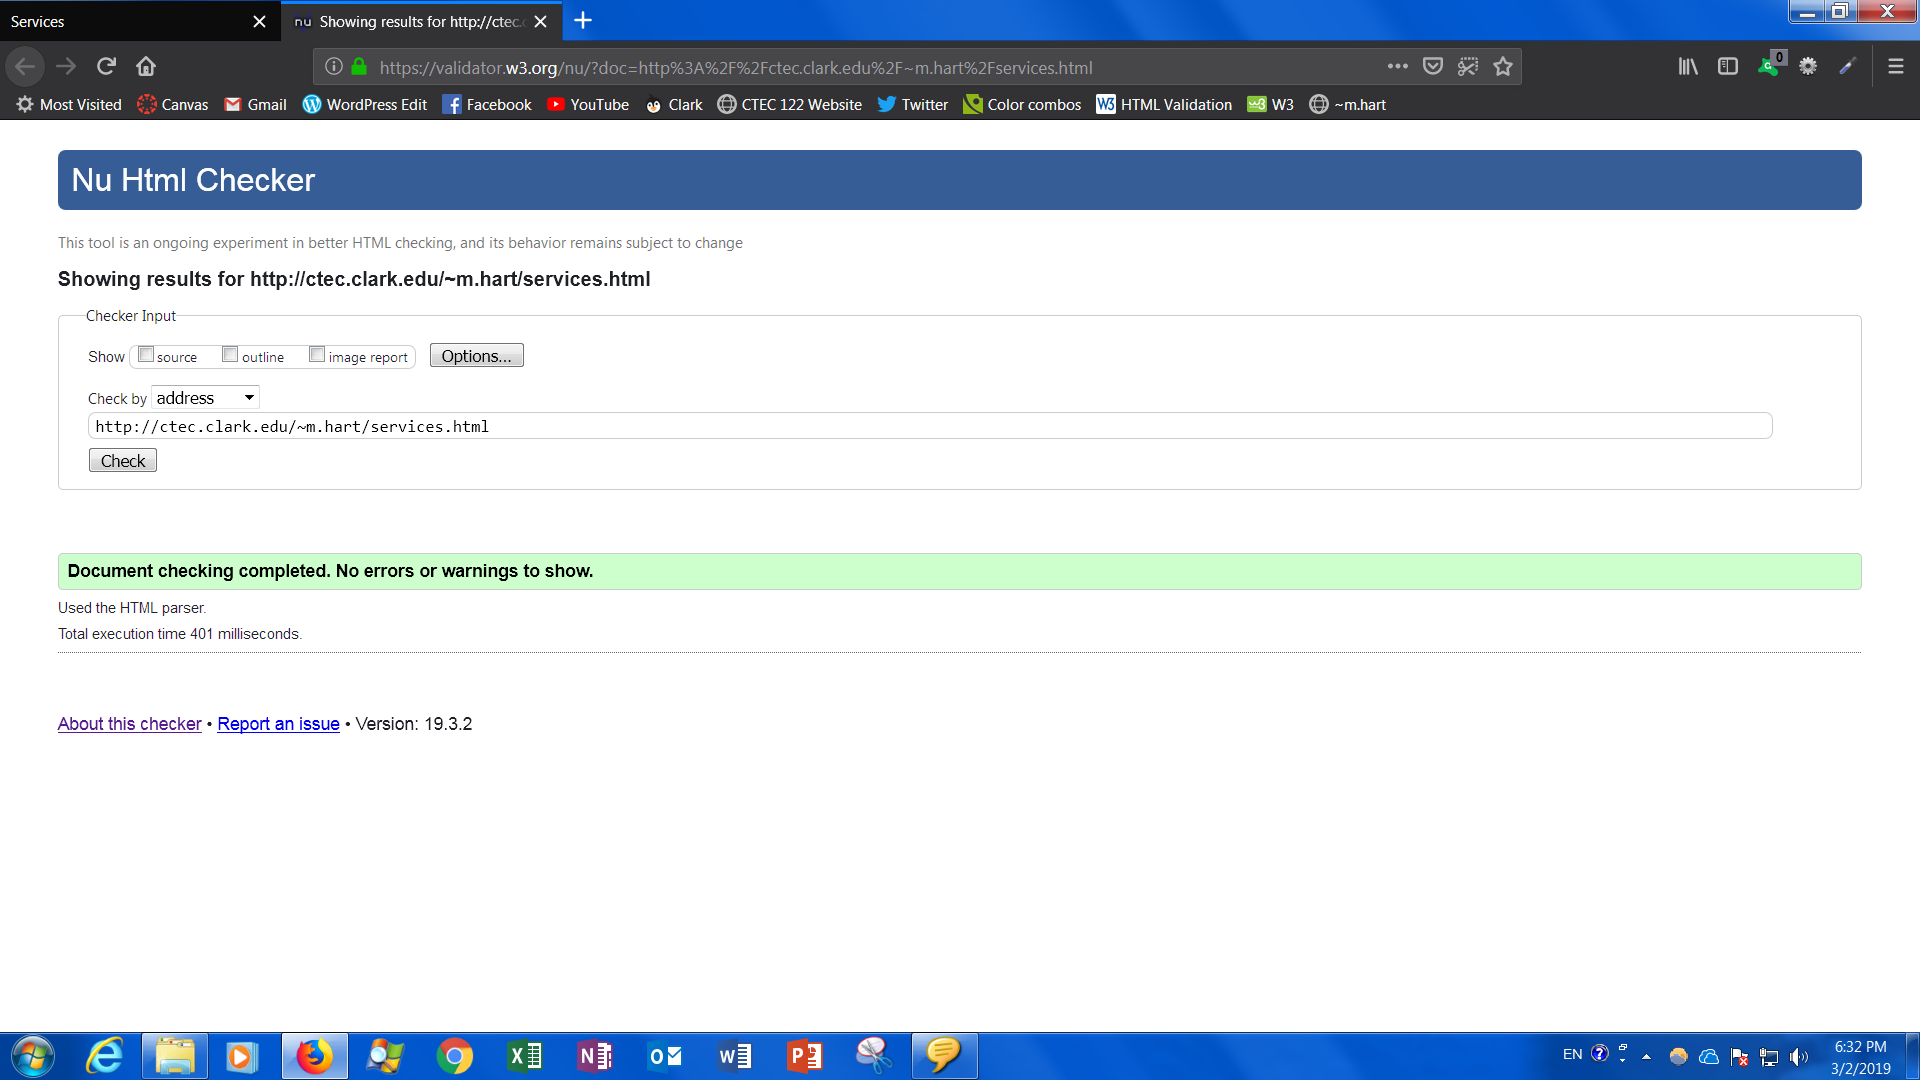 Services
nu Showing results for http://ctec.c
https://validator.w3.org/nu/?doc=http%3A%2F%2Fctec.clark.edu%2F~m.hart%2Fservices.html
0
Most Visited Canvas Gmail WordPress Edit Facebook YouTube Clark CTEC 122 Website Twitter Color combos W3 HTML Validation W3 ~m.hart
Nu Html Checker
This tool is an ongoing experiment in better HTML checking, and its behavior remains subject to change
Showing results for http://ctec.clark.edu/~m.hart/services.html
Checker Input
Show source outline image report Options...
Check by address
http://ctec.clark.edu/~m.hart/services.html
Check
Document checking completed. No errors or warnings to show.
Used the HTML parser.
Total execution time 401 milliseconds.
About this checker • Report an issue • Version: 19.3.2
EN
6:32 PM
3/2/2019